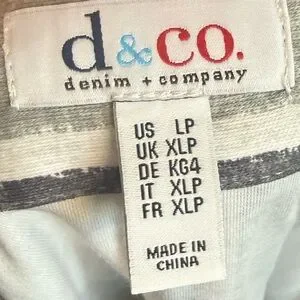 d&co.
denim + company
US LP
UK XLP
DE KG4
IT XLP
FR XLP
MADE IN
CHINA